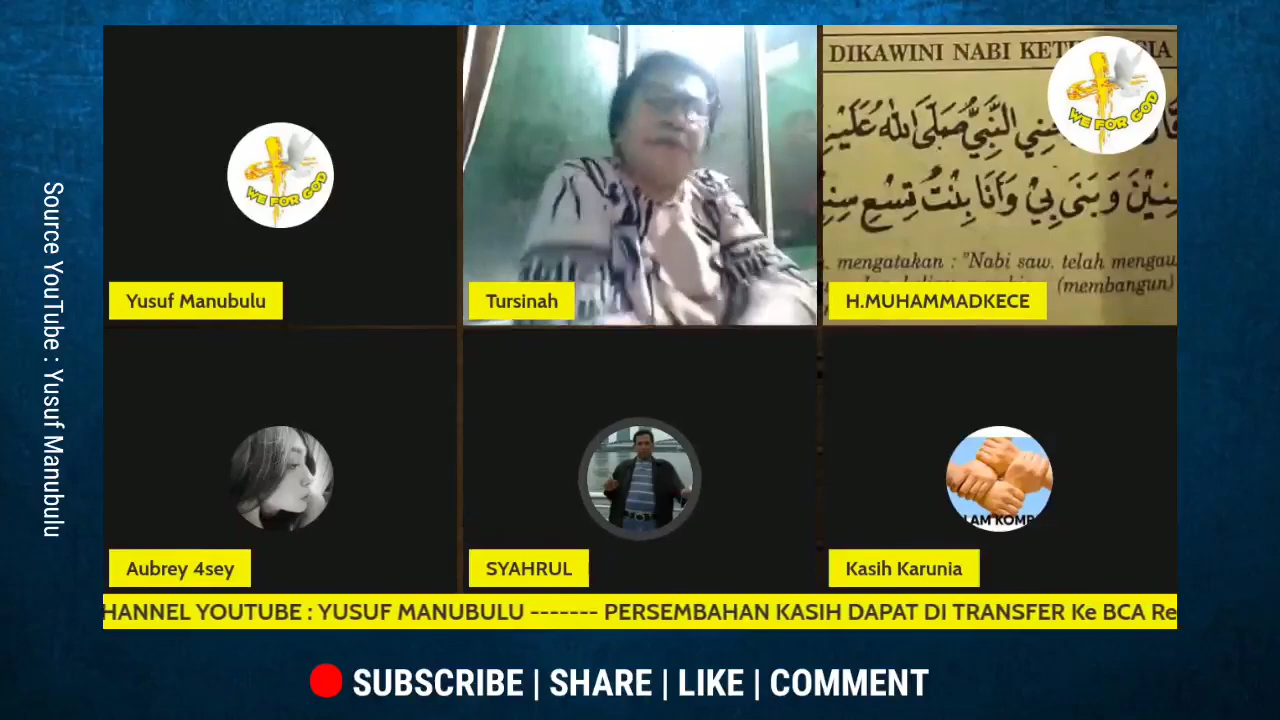 Source YouTube : Yusuf Manubulu
WE FOR GOD
Yusuf Manubulu
Tursinah
DIKAWINI NABI
WE FOR GOD
النَّبِيُّ صَلَّى اللهُ عَلَيْهِ
وَبَنَى بِيْ وَأَنَا بِنْتُ تِسْعِ
mengatakan : "Nabi saw. telah
(membangun)
H.MUHAMMADKECE
Aubrey 4sey
SYAHRUL
Kasih Karunia
HANNEL YOUTUBE : YUSUF MANUBULU ------- PERSEMBAHAN KASIH DAPAT DI TRANSFER Ke BCA Re
SUBSCRIBE | SHARE | LIKE | COMMENT